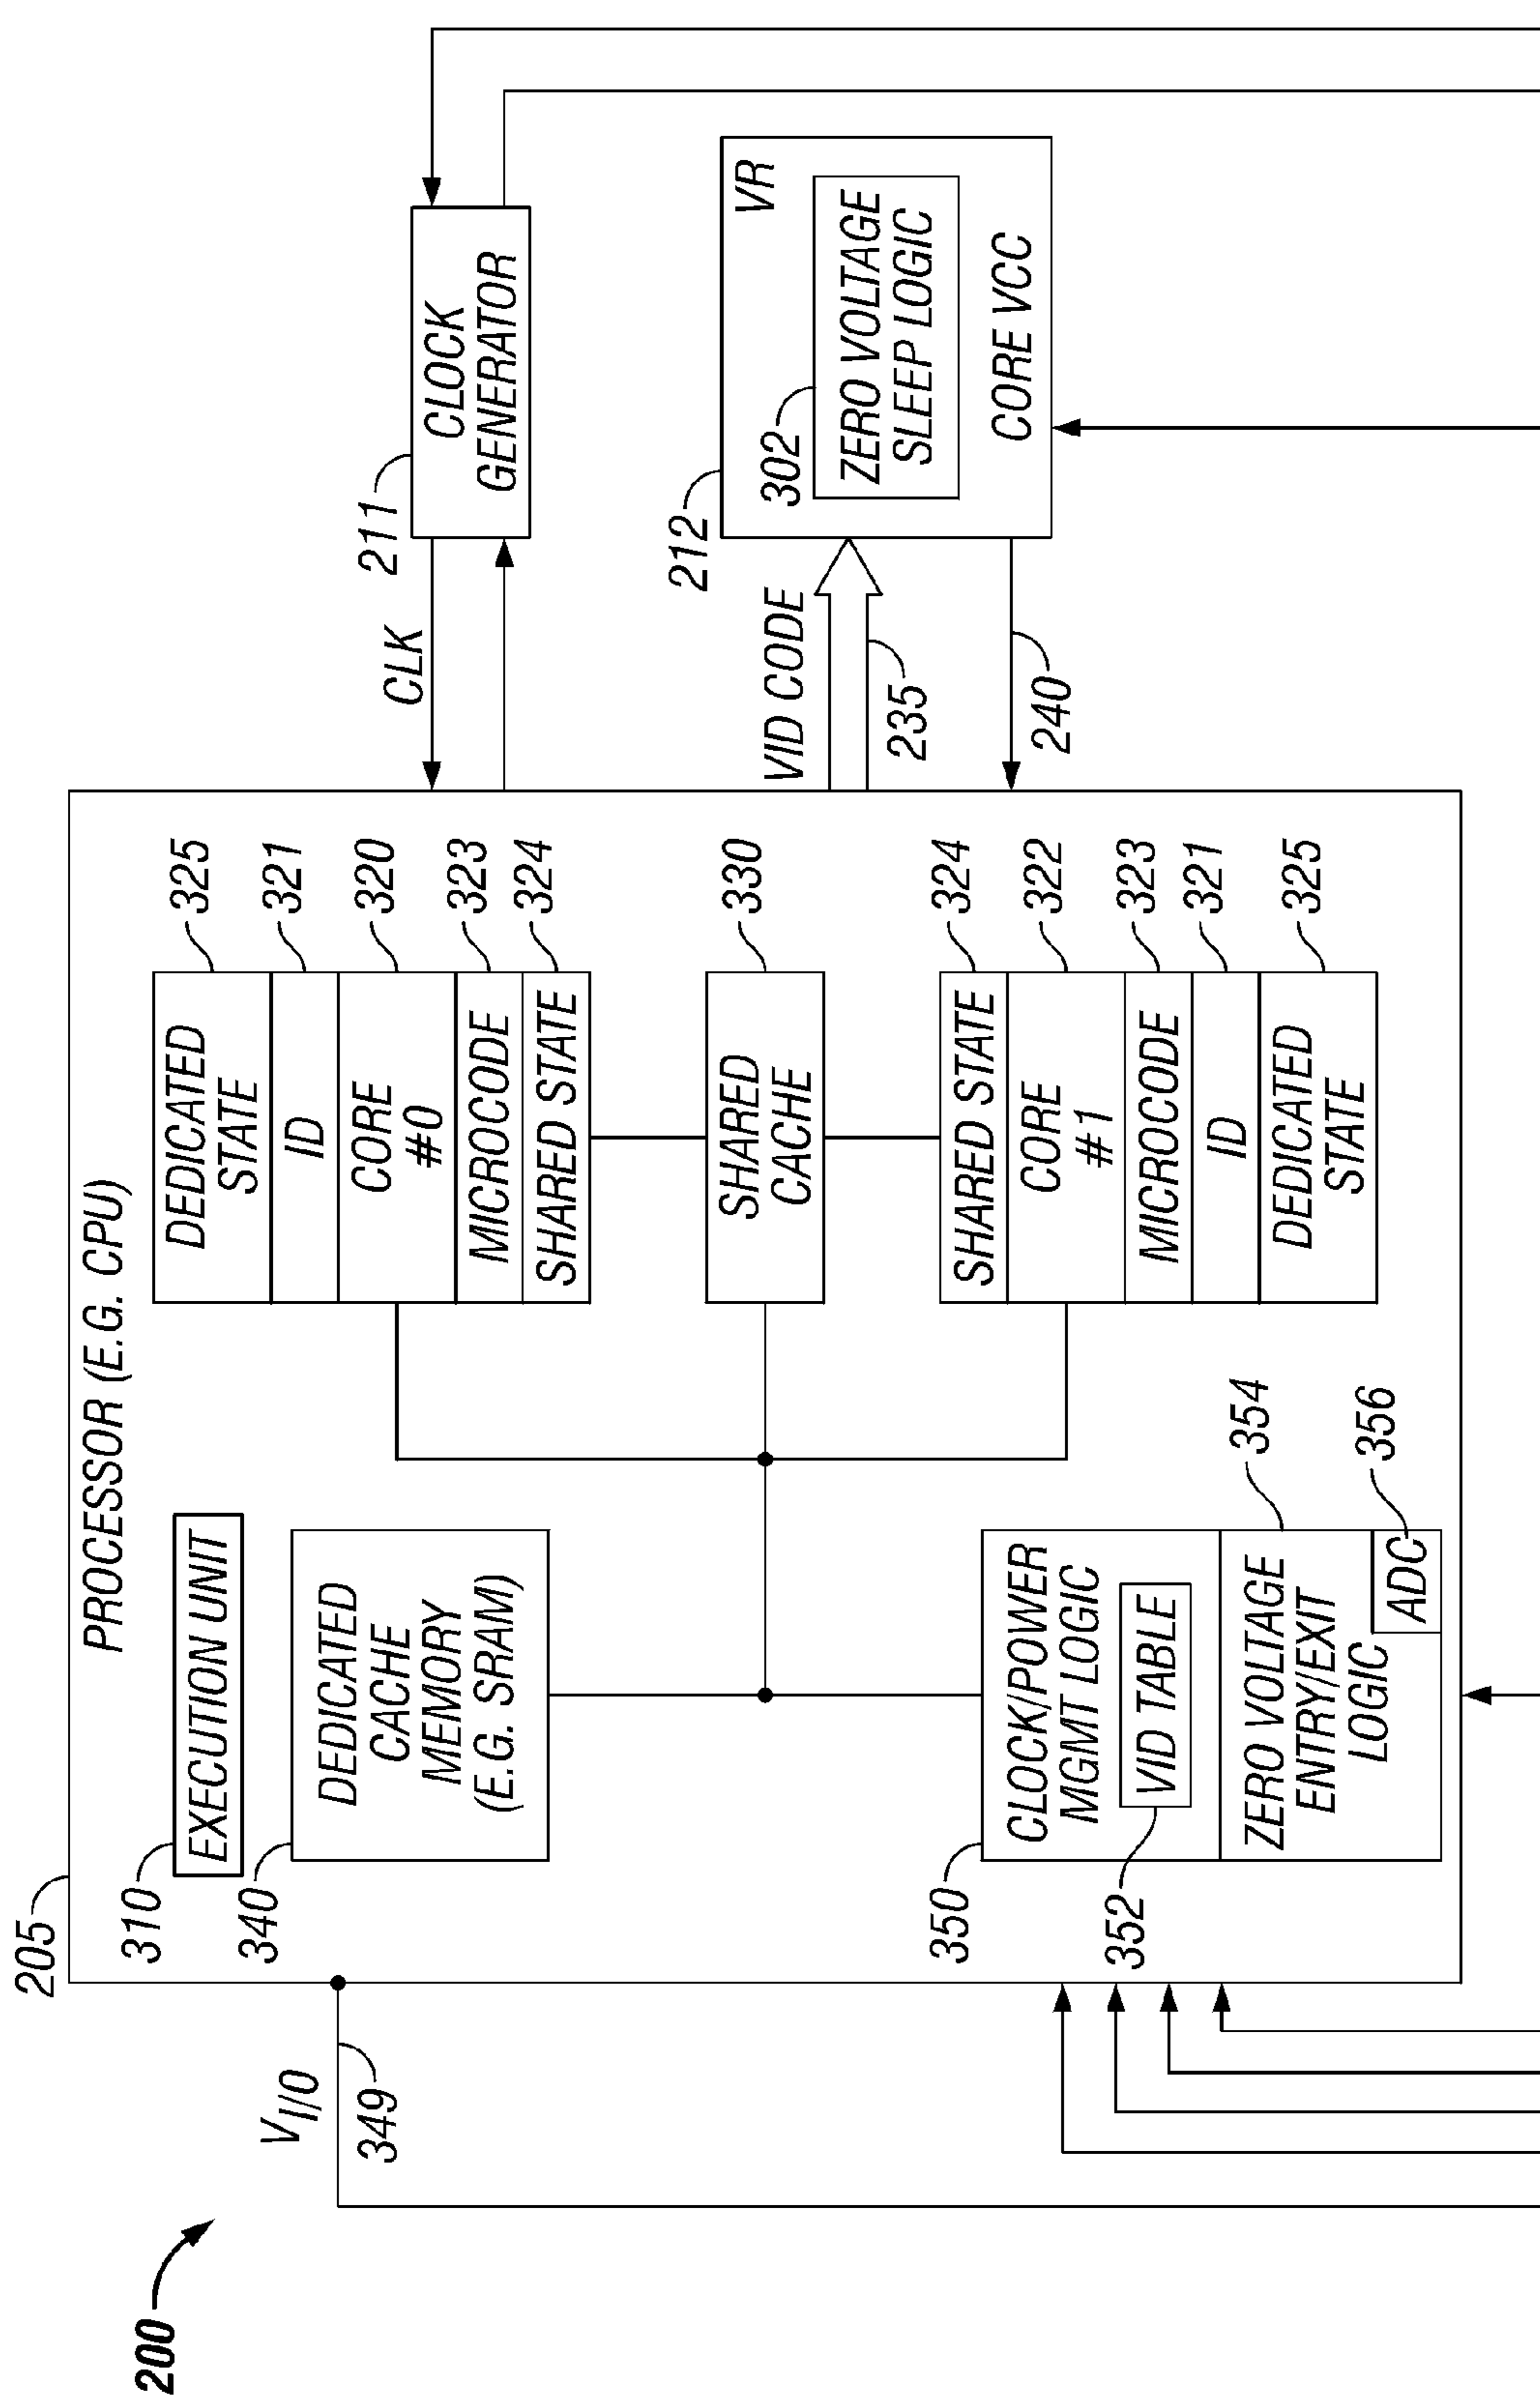 200
205
PROCESSOR (E.G. CPU)
V I/O
349
310
EXECUTION UNIT
340
DEDICATED
CACHE
MEMORY
(E.G. SRAM)
350
CLOCK/POWER
MGMT LOGIC
352
VID TABLE
ZERO VOLTAGE
ENTRY/EXIT
LOGIC
354
ADC
356
DEDICATED
STATE
325
ID
321
CORE
#0
320
MICROCODE
323
SHARED STATE
324
SHARED
CACHE
330
SHARED STATE
324
CORE
#1
322
MICROCODE
323
ID
321
DEDICATED
STATE
325
CLK
211
CLOCK
GENERATOR
VID CODE
235
240
212
VR
302
ZERO VOLTAGE
SLEEP LOGIC
CORE VCC